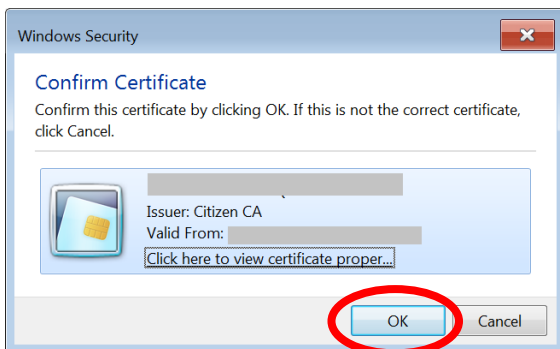 Windows Security
Confirm Certificate
Confirm this certificate by clicking OK. If this is not the correct certificate,
click Cancel.
Issuer: Citizen CA
Valid From:
Click here to view certificate proper...
OK
Cancel